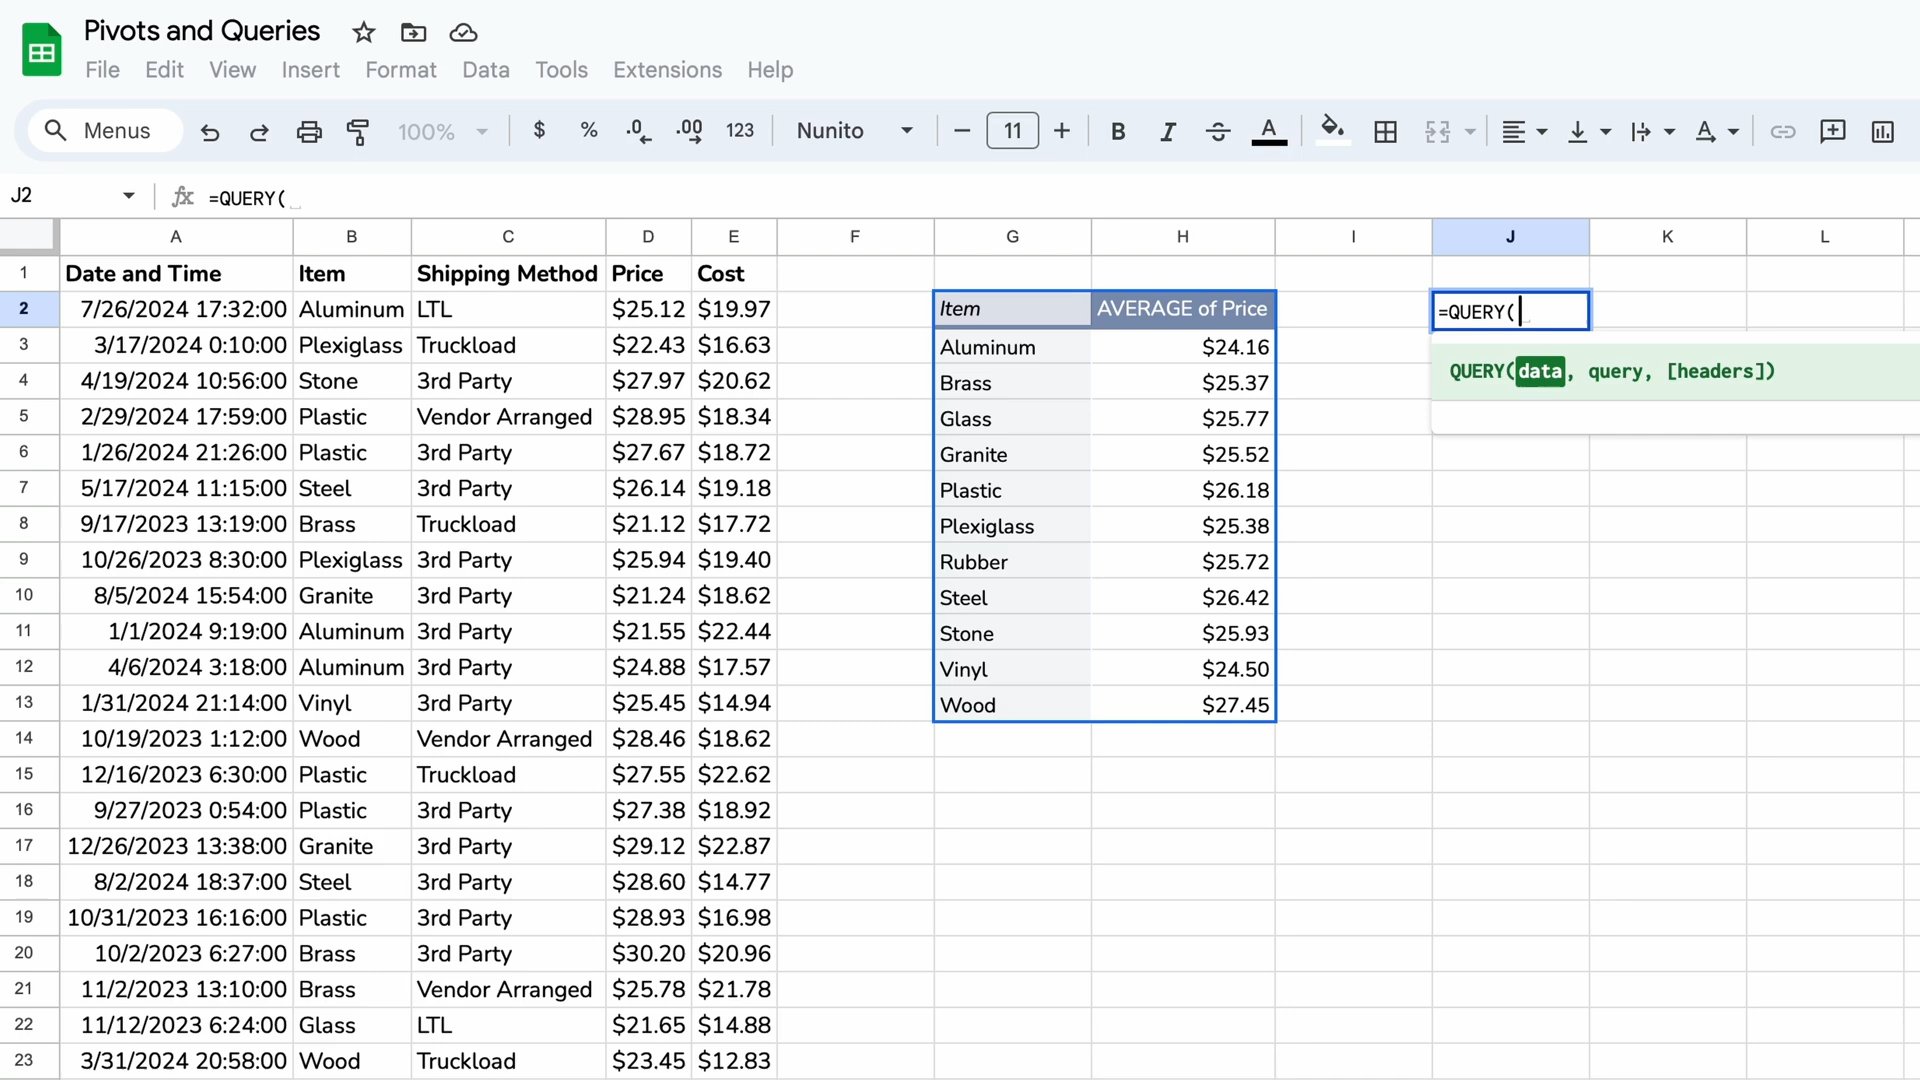 Pivots and Queries
File Edit View Insert Format Data Tools Extensions Help
Menus 100% $ % .0 .00 123 Nunito 11 B I S A A
J2 fx =QUERY(
A B C D E F G H I J K L
1 Date and Time Item Shipping Method Price Cost
2 7/26/2024 17:32:00 Aluminum LTL $25.12 $19.97 Item AVERAGE of Price =QUERY(
3 3/17/2024 0:10:00 Plexiglass Truckload $22.43 $16.63 Aluminum $24.16
QUERY(data, query, [headers])
4 4/19/2024 10:56:00 Stone 3rd Party $27.97 $20.62 Brass $25.37
5 2/29/2024 17:59:00 Plastic Vendor Arranged $28.95 $18.34 Glass $25.77
6 1/26/2024 21:26:00 Plastic 3rd Party $27.67 $18.72 Granite $25.52
7 5/17/2024 11:15:00 Steel 3rd Party $26.14 $19.18 Plastic $26.18
8 9/17/2023 13:19:00 Brass Truckload $21.12 $17.72 Plexiglass $25.38
9 10/26/2023 8:30:00 Plexiglass 3rd Party $25.94 $19.40 Rubber $25.72
10 8/5/2024 15:54:00 Granite 3rd Party $21.24 $18.62 Steel $26.42
11 1/1/2024 9:19:00 Aluminum 3rd Party $21.55 $22.44 Stone $25.93
12 4/6/2024 3:18:00 Aluminum 3rd Party $24.88 $17.57 Vinyl $24.50
13 1/31/2024 21:14:00 Vinyl 3rd Party $25.45 $14.94 Wood $27.45
14 10/19/2023 1:12:00 Wood Vendor Arranged $28.46 $18.62
15 12/16/2023 6:30:00 Plastic Truckload $27.55 $22.62
16 9/27/2023 0:54:00 Plastic 3rd Party $27.38 $18.92
17 12/26/2023 13:38:00 Granite 3rd Party $29.12 $22.87
18 8/2/2024 18:37:00 Steel 3rd Party $28.60 $14.77
19 10/31/2023 16:16:00 Plastic 3rd Party $28.93 $16.98
20 10/2/2023 6:27:00 Brass 3rd Party $30.20 $20.96
21 11/2/2023 13:10:00 Brass Vendor Arranged $25.78 $21.78
22 11/12/2023 6:24:00 Glass LTL $21.65 $14.88
23 3/31/2024 20:58:00 Wood Truckload $23.45 $12.83